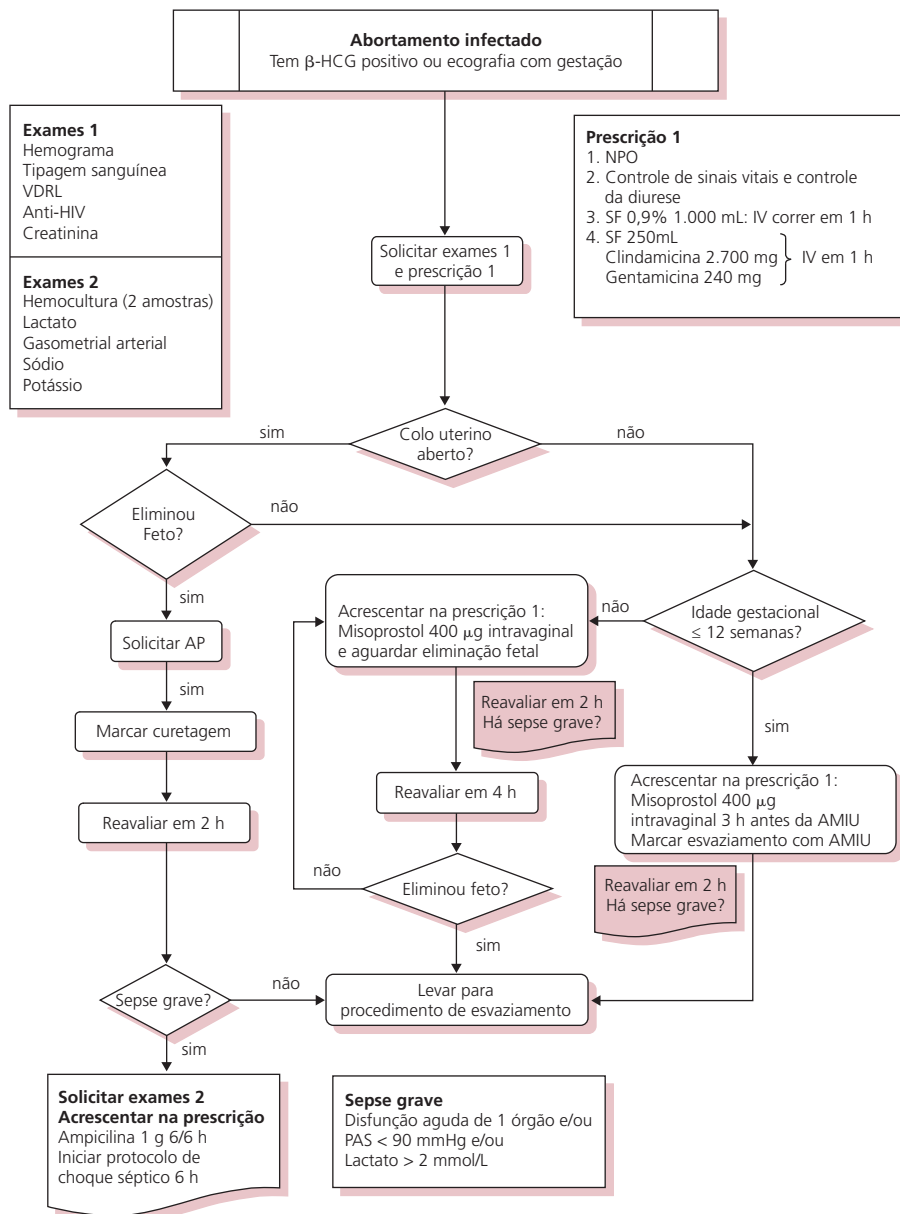 Abortamento infectado
Tem β-HCG positivo ou ecografia com gestação
Exames 1
Hemograma
Tipagem sanguínea
VDRL
Anti-HIV
Creatinina
Exames 2
Hemocultura (2 amostras)
Lactato
Gasometrial arterial
Sódio
Potássio
Prescrição 1
1. NPO
2. Controle de sinais vitais e controle
da diurese
3. SF 0,9% 1.000 mL: IV correr em 1 h
4. SF 250mL
Clindamicina 2.700 mg
Gentamicina 240 mg
IV em 1 h
Solicitar exames 1
e prescrição 1
Colo uterino
aberto?
sim
não
Eliminou
Feto?
não
sim
Solicitar AP
sim
Marcar curetagem
Reavaliar em 2 h
Sepse grave?
não
sim
Solicitar exames 2
Acrescentar na prescrição
Ampicilina 1 g 6/6 h
Iniciar protocolo de
choque séptico 6 h
Idade gestacional
≤ 12 semanas?
não
sim
Acrescentar na prescrição 1:
Misoprostol 400 μg intravaginal
e aguardar eliminação fetal
Reavaliar em 2 h
Há sepse grave?
Reavaliar em 4 h
Eliminou feto?
não
sim
Acrescentar na prescrição 1:
Misoprostol 400 μg
intravaginal 3 h antes da AMIU
Marcar esvaziamento com AMIU
Reavaliar em 2 h
Há sepse grave?
Levar para
procedimento de esvaziamento
Sepse grave
Disfunção aguda de 1 órgão e/ou
PAS < 90 mmHg e/ou
Lactato > 2 mmol/L